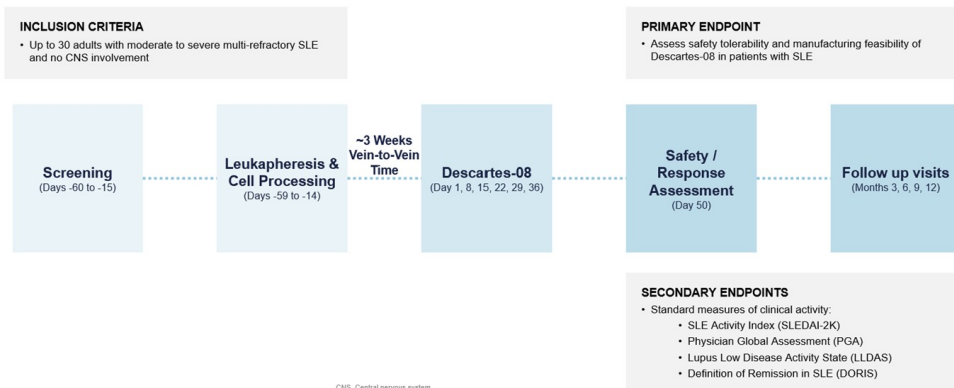 INCLUSION CRITERIA
• Up to 30 adults with moderate to severe multi-refractory SLE
and no CNS involvement
PRIMARY ENDPOINT
• Assess safety tolerability and manufacturing feasibility of
Descartes-08 in patients with SLE
Screening
(Days -60 to -15)
Leukapheresis &
Cell Processing
(Days -59 to -14)
~3 Weeks
Vein-to-Vein
Time
Descartes-08
(Day 1, 8, 15, 22, 29, 36)
Safety /
Response
Assessment
(Day 50)
Follow up visits
(Months 3, 6, 9, 12)
SECONDARY ENDPOINTS
• Standard measures of clinical activity:
• SLE Activity Index (SLEDAI-2K)
• Physician Global Assessment (PGA)
• Lupus Low Disease Activity State (LLDAS)
• Definition of Remission in SLE (DORIS)
CNS, Central nervous system